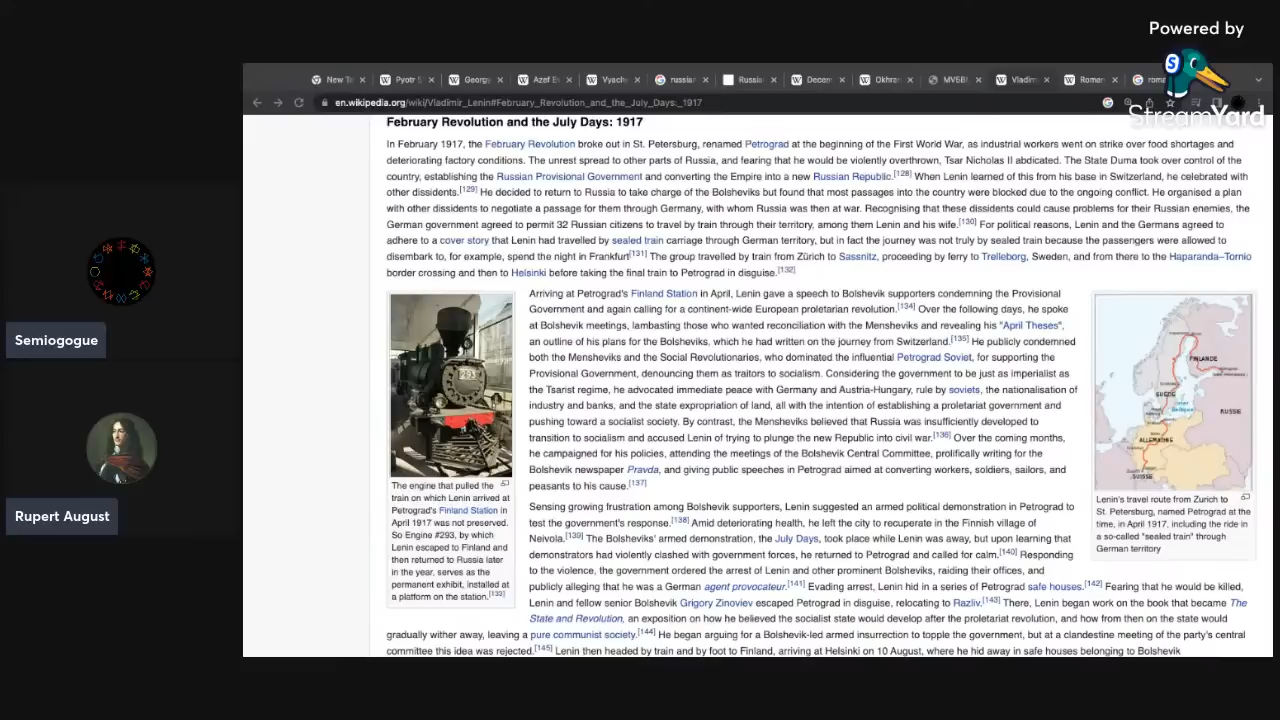 Powered by
S
StreamYard
New Ta
Pyotr S
Georgy
Azef E
Vyach
russian
Russia
Decem
Okhra
MV5BI
Vladim
Roman
roma
en.wikipedia.org/wiki/Vladimir_Lenin#February_Revolution_and_the_July_Days:_1917
February Revolution and the July Days: 1917
In February 1917, the February Revolution broke out in St. Petersburg, renamed Petrograd at the beginning of the First World War, as industrial workers went on strike over food shortages and
deteriorating factory conditions. The unrest spread to other parts of Russia, and fearing that he would be violently overthrown, Tsar Nicholas II abdicated. The State Duma took over control of the
country, establishing the Russian Provisional Government and converting the Empire into a new Russian Republic.[128] When Lenin learned of this from his base in Switzerland, he celebrated with
other dissidents.[129] He decided to return to Russia to take charge of the Bolsheviks but found that most passages into the country were blocked due to the ongoing conflict. He organised a plan
with other dissidents to negotiate a passage for them through Germany, with whom Russia was then at war. Recognising that these dissidents could cause problems for their Russian enemies, the
German government agreed to permit 32 Russian citizens to travel by train through their territory, among them Lenin and his wife.[130] For political reasons, Lenin and the Germans agreed to
adhere to a cover story that Lenin had travelled by sealed train carriage through German territory, but in fact the journey was not truly by sealed train because the passengers were allowed to
disembark to, for example, spend the night in Frankfurt[131] The group travelled by train from Zürich to Sassnitz, proceeding by ferry to Trelleborg, Sweden, and from there to the Haparanda–Tornio
border crossing and then to Helsinki before taking the final train to Petrograd in disguise.[132]
293
The engine that pulled the
train on which Lenin arrived at
Petrograd's Finland Station in
April 1917 was not preserved.
So Engine #293, by which
Lenin escaped to Finland and
then returned to Russia later
in the year, serves as the
permanent exhibit, installed at
a platform on the station.[133]
Arriving at Petrograd's Finland Station in April, Lenin gave a speech to Bolshevik supporters condemning the Provisional
Government and again calling for a continent-wide European proletarian revolution.[134] Over the following days, he spoke
at Bolshevik meetings, lambasting those who wanted reconciliation with the Mensheviks and revealing his "April Theses",
an outline of his plans for the Bolsheviks, which he had written on the journey from Switzerland.[135] He publicly condemned
both the Mensheviks and the Social Revolutionaries, who dominated the influential Petrograd Soviet, for supporting the
Provisional Government, denouncing them as traitors to socialism. Considering the government to be just as imperialist as
the Tsarist regime, he advocated immediate peace with Germany and Austria-Hungary, rule by soviets, the nationalisation of
industry and banks, and the state expropriation of land, all with the intention of establishing a proletariat government and
pushing toward a socialist society. By contrast, the Mensheviks believed that Russia was insufficiently developed to
transition to socialism and accused Lenin of trying to plunge the new Republic into civil war.[136] Over the coming months,
he campaigned for his policies, attending the meetings of the Bolshevik Central Committee, prolifically writing for the
Bolshevik newspaper Pravda, and giving public speeches in Petrograd aimed at converting workers, soldiers, sailors, and
peasants to his cause.[137]
FINLANDE
SUEDE
RUSSIE
ALLEMAGNE
SUISSE
Lenin's travel route from Zurich to
St. Petersburg, named Petrograd at the
time, in April 1917, including the ride in
a so-called "sealed train" through
German territory
Sensing growing frustration among Bolshevik supporters, Lenin suggested an armed political demonstration in Petrograd to
test the government's response.[138] Amid deteriorating health, he left the city to recuperate in the Finnish village of
Neivola.[139] The Bolsheviks' armed demonstration, the July Days, took place while Lenin was away, but upon learning that
demonstrators had violently clashed with government forces, he returned to Petrograd and called for calm.[140] Responding
to the violence, the government ordered the arrest of Lenin and other prominent Bolsheviks, raiding their offices, and
publicly alleging that he was a German agent provocateur.[141] Evading arrest, Lenin hid in a series of Petrograd safe houses.[142] Fearing that he would be killed,
Lenin and fellow senior Bolshevik Grigory Zinoviev escaped Petrograd in disguise, relocating to Razliv.[143] There, Lenin began work on the book that became The
State and Revolution, an exposition on how he believed the socialist state would develop after the proletariat revolution, and how from then on the state would
gradually wither away, leaving a pure communist society.[144] He began arguing for a Bolshevik-led armed insurrection to topple the government, but at a clandestine meeting of the party's central
committee this idea was rejected.[145] Lenin then headed by train and by foot to Finland, arriving at Helsinki on 10 August, where he hid away in safe houses belonging to Bolshevik
Semiogogue
Rupert August